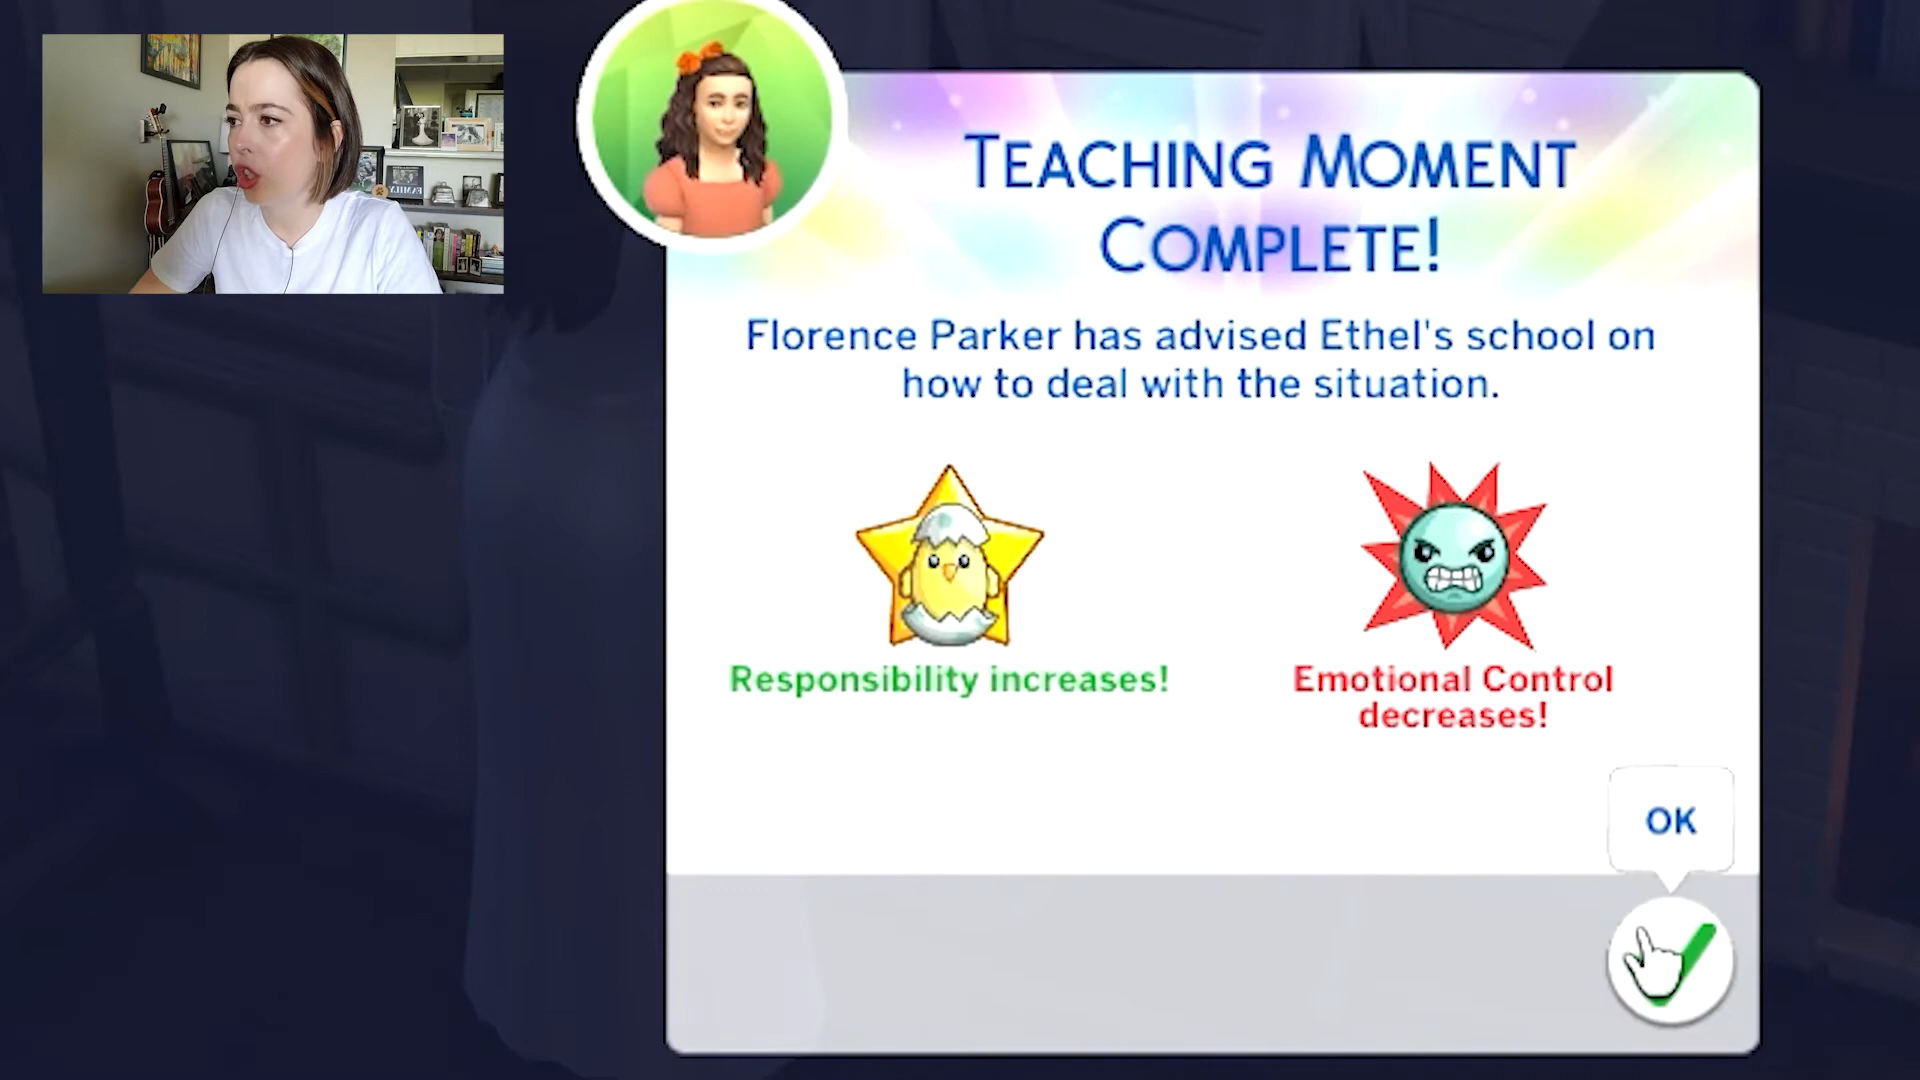 TEACHING MOMENT
COMPLETE!
Florence Parker has advised Ethel's school on
how to deal with the situation.
Responsibility increases!
Emotional Control
decreases!
OK